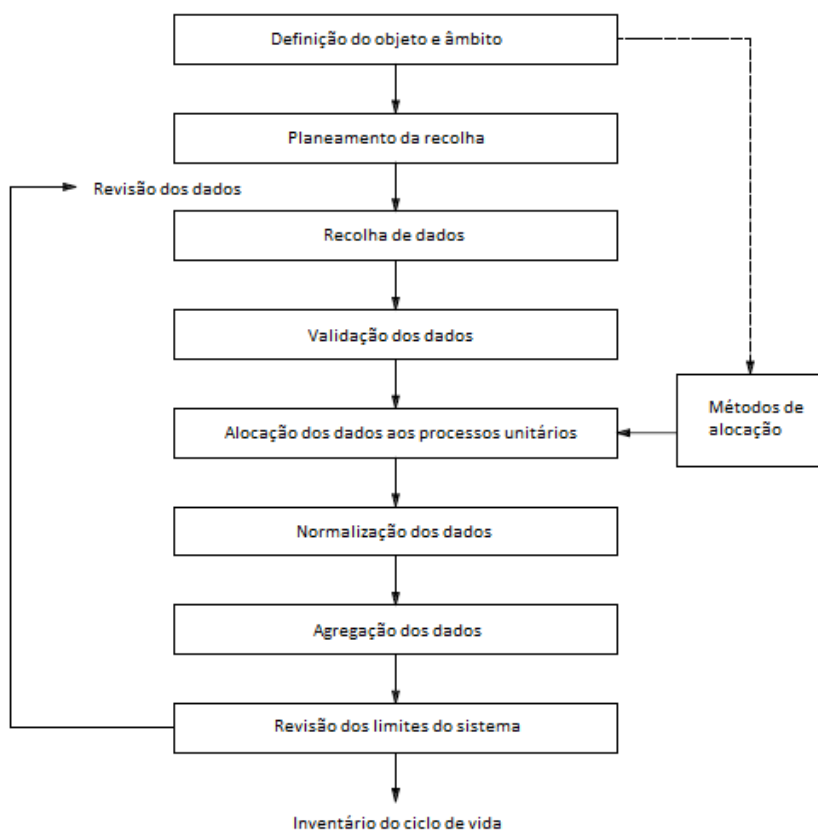 Definição do objeto e âmbito
Planeamento da recolha
Revisão dos dados
Recolha de dados
Validação dos dados
Métodos de
alocação
Alocação dos dados aos processos unitários
Normalização dos dados
Agregação dos dados
Revisão dos limites do sistema
Inventário do ciclo de vida